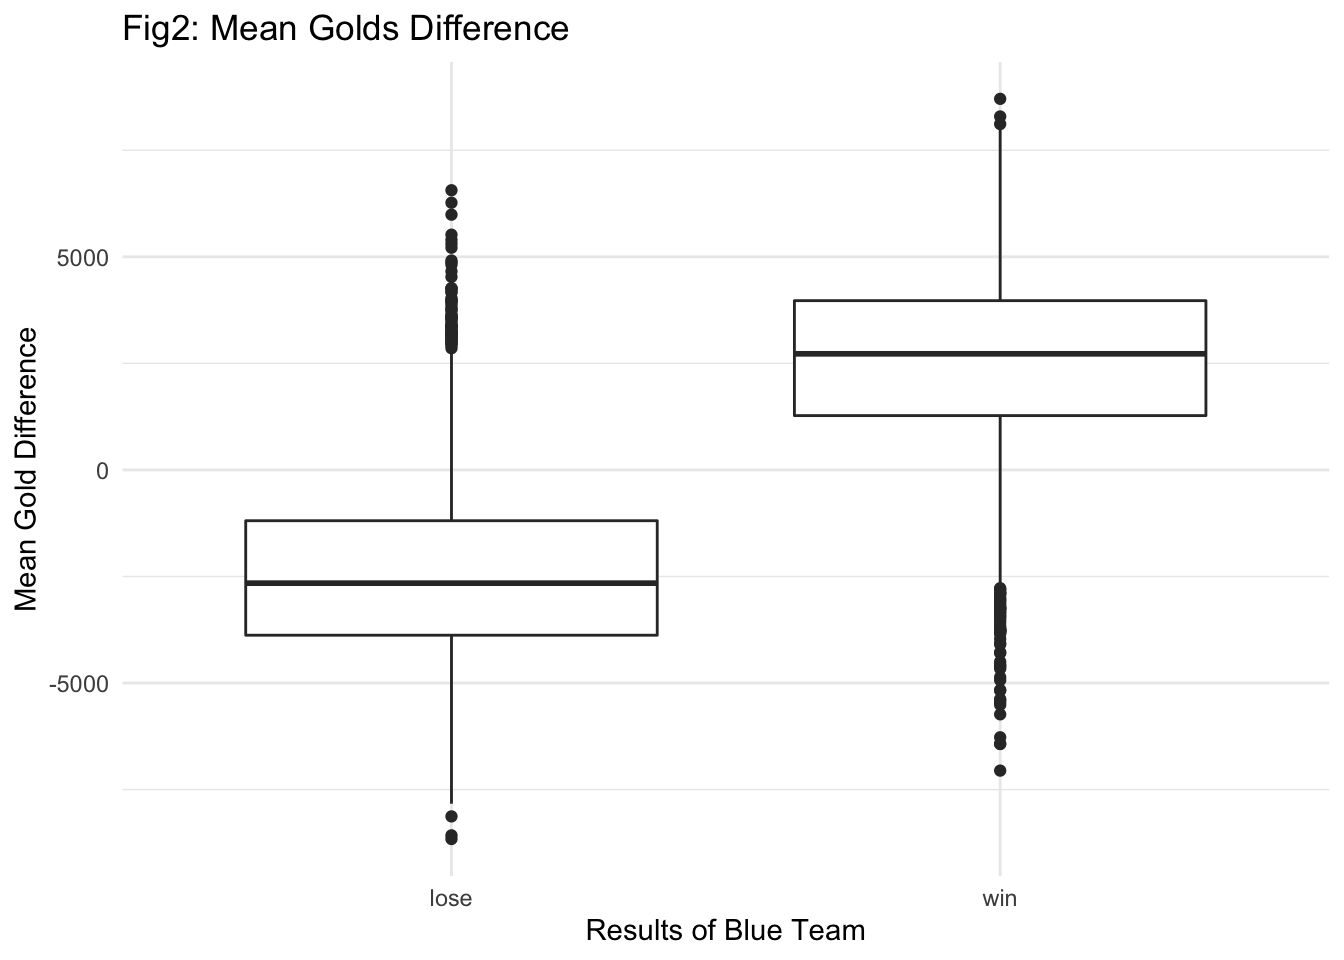 Fig2: Mean Golds Difference
Mean Gold Difference
5000
0
-5000
lose
win
Results of Blue Team